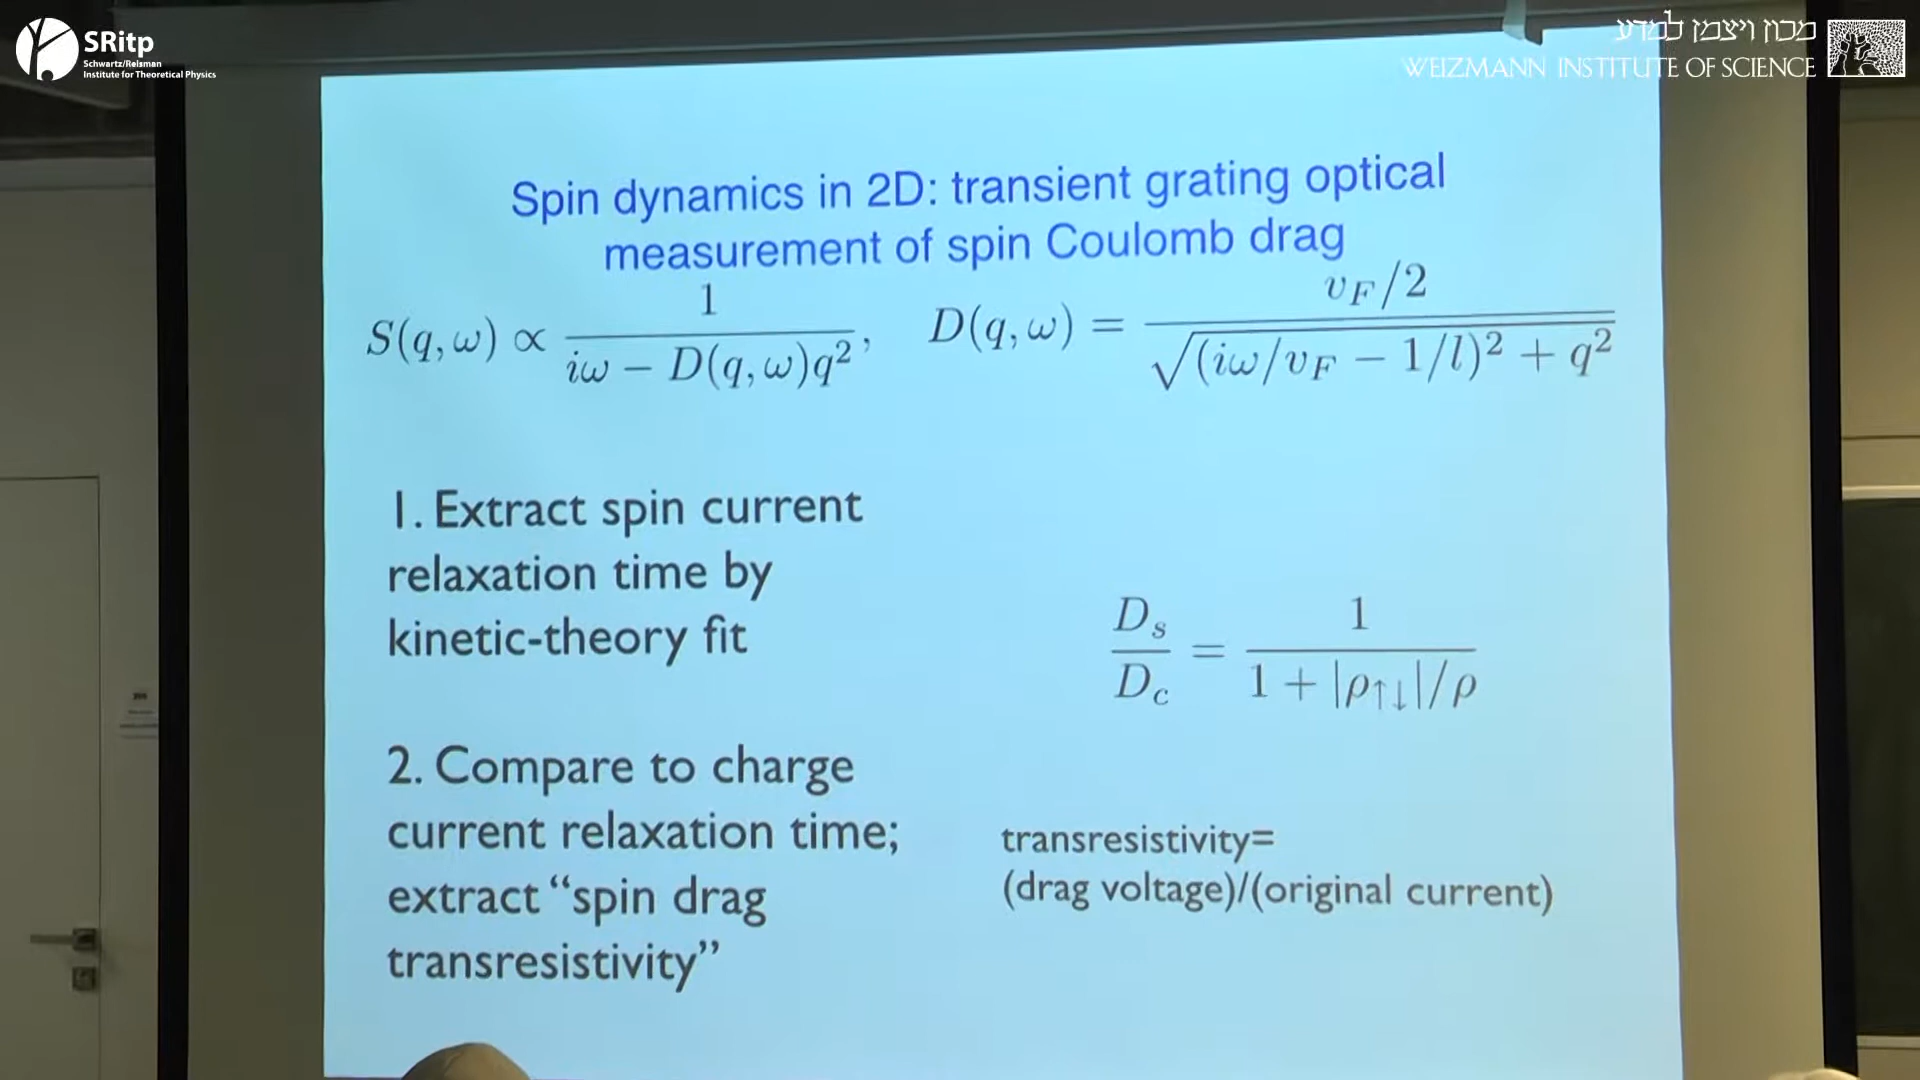 SRitp
Schwartz/Reisman
Institute for Theoretical Physics
מכון ויצמן למדע
WEIZMANN INSTITUTE OF SCIENCE
Spin dynamics in 2D: transient grating optical
measurement of spin Coulomb drag
S(q, ω) ∝ 1 / (iω − D(q, ω)q²), D(q, ω) = (v_F/2) / √((iω/v_F − 1/l)² + q²)
1. Extract spin current
relaxation time by
kinetic-theory fit
D_s / D_c = 1 / (1 + |ρ↑↓|/ρ)
2. Compare to charge
current relaxation time;
extract “spin drag
transresistivity”
transresistivity=
(drag voltage)/(original current)